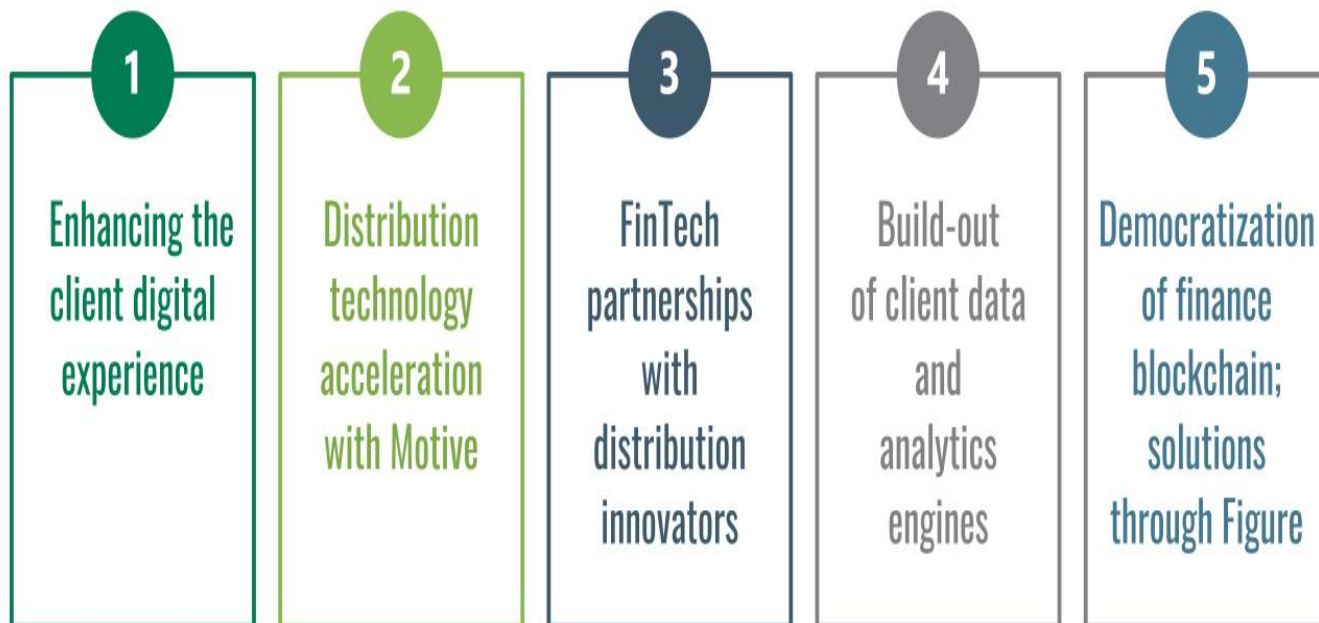 1
Enhancing the
client digital
experience
2
Distribution
technology
acceleration
with Motive
3
FinTech
partnerships
with
distribution
innovators
4
Build-out
of client data
and
analytics
engines
5
Democratization
of finance
blockchain;
solutions
through Figure